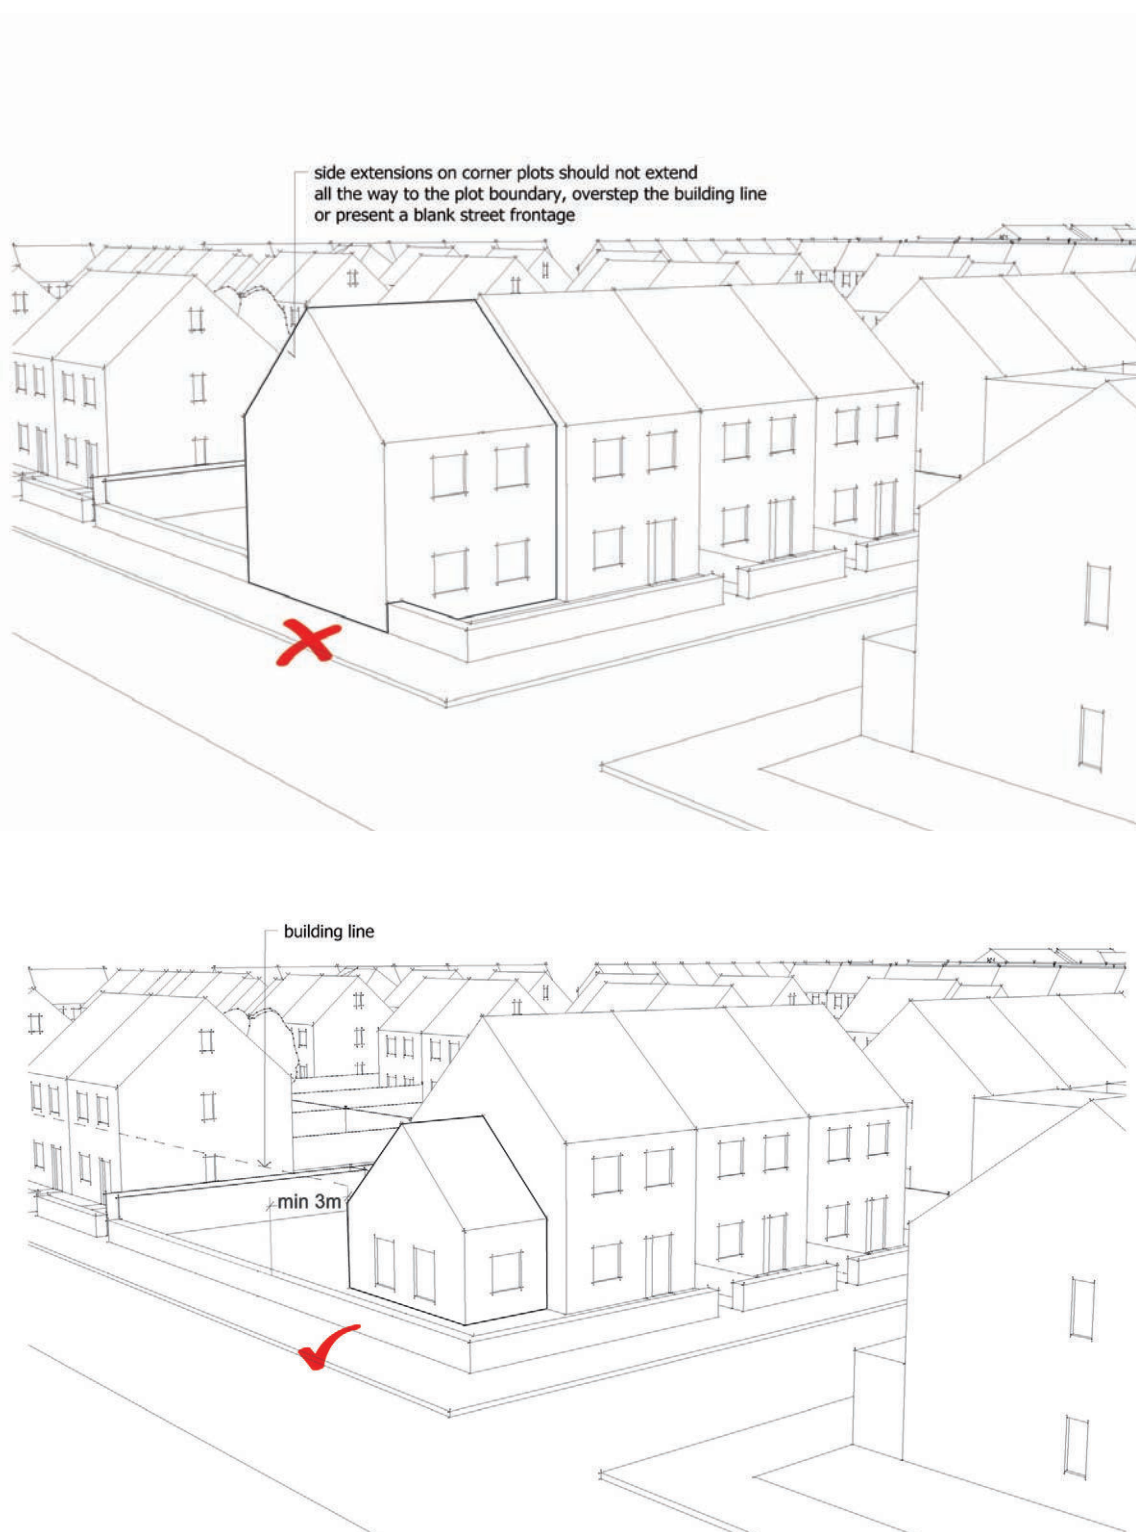 side extensions on corner plots should not extend
all the way to the plot boundary, overstep the building line
or present a blank street frontage
building line
min 3m